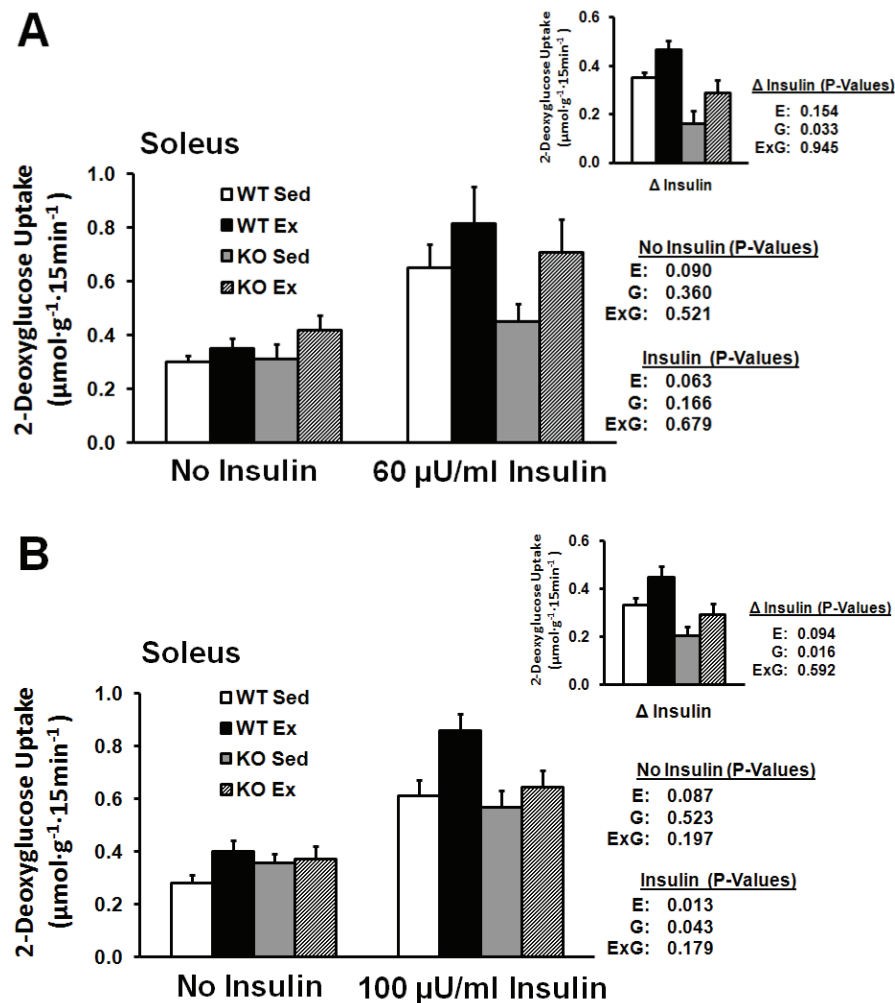 A
2-Deoxyglucose Uptake
(µmol·g⁻¹·15min⁻¹)
0.6
0.4
0.2
0.0
Δ Insulin
Δ Insulin (P-Values)
E: 0.154
G: 0.033
ExG: 0.945
Soleus
2-Deoxyglucose Uptake
(µmol·g⁻¹·15min⁻¹)
1.0
0.8
0.6
0.4
0.2
0.0
WT Sed
WT Ex
KO Sed
KO Ex
No Insulin
60 µU/ml Insulin
No Insulin (P-Values)
E: 0.090
G: 0.360
ExG: 0.521
Insulin (P-Values)
E: 0.063
G: 0.166
ExG: 0.679
B
2-Deoxyglucose Uptake
(µmol·g⁻¹·15min⁻¹)
0.6
0.4
0.2
0.0
Δ Insulin
Δ Insulin (P-Values)
E: 0.094
G: 0.016
ExG: 0.592
Soleus
2-Deoxyglucose Uptake
(µmol·g⁻¹·15min⁻¹)
1.0
0.8
0.6
0.4
0.2
0.0
WT Sed
WT Ex
KO Sed
KO Ex
No Insulin
100 µU/ml Insulin
No Insulin (P-Values)
E: 0.087
G: 0.523
ExG: 0.197
Insulin (P-Values)
E: 0.013
G: 0.043
ExG: 0.179